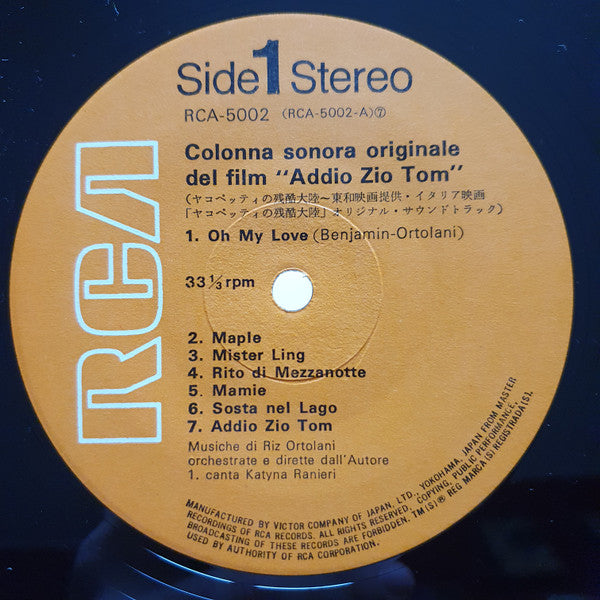 Side 1 Stereo
RCA-5002 (RCA-5002-A)⑦
Colonna sonora originale
del film “Addio Zio Tom”
(ヤコペッティの残酷大陸～東和映画提供・イタリア映画
「ヤコペッティの残酷大陸」オリジナル・サウンドトラック)
1. Oh My Love (Benjamin-Ortolani)
33 1/3 rpm
2. Maple
3. Mister Ling
4. Rito di Mezzanotte
5. Mamie
6. Sosta nel Lago
7. Addio Zio Tom
Musiche di Riz Ortolani
orchestrate e dirette dall'Autore
1. canta Katyna Ranieri
RCA
MANUFACTURED BY VICTOR COMPANY OF JAPAN, LTD., YOKOHAMA, JAPAN FROM MASTER
RECORDINGS OF RCA RECORDS. ALL RIGHTS RESERVED. COPYING, PUBLIC PERFORMANCE,
BROADCASTING OF THESE RECORDS ARE FORBIDDEN. TM(S)® REG MARCA(S) REGISTRADA(S).
USED BY AUTHORITY OF RCA CORPORATION.